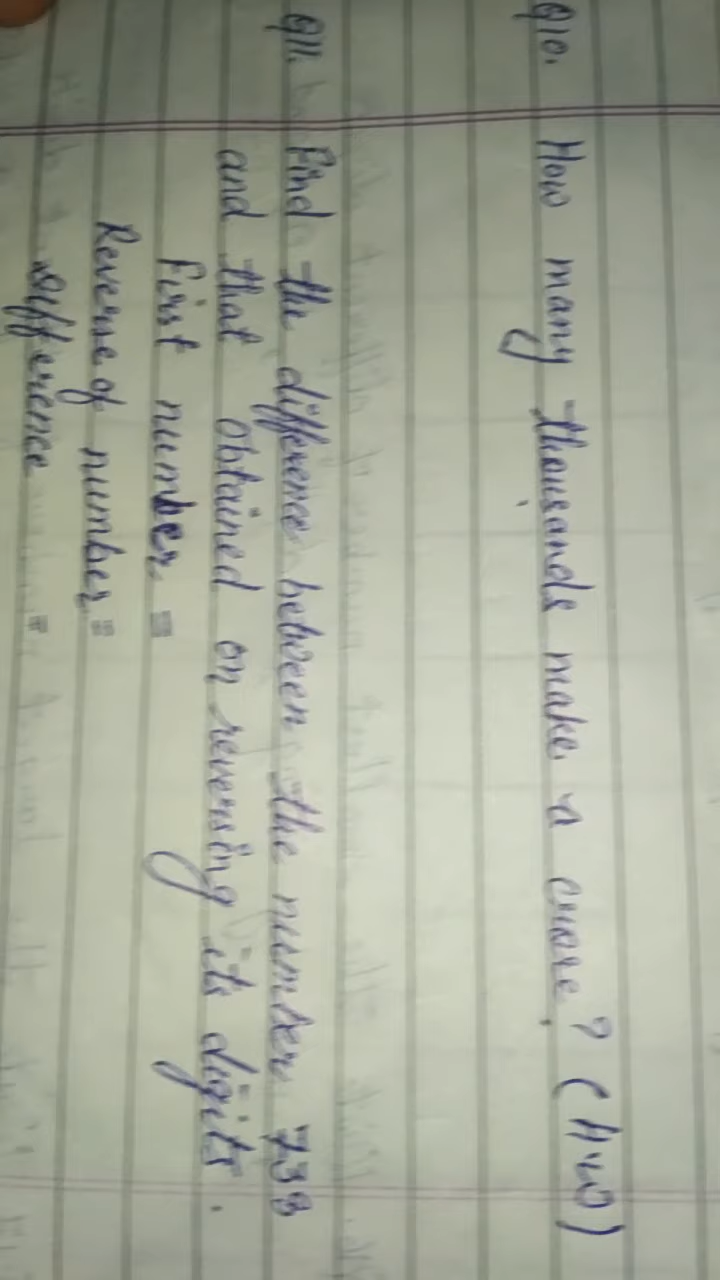 Q10. How many thousands make a crore? (h.w)
Q11. Find the difference between the number 738
and that obtained on reversing its digits.
First number =
Reverse of number =
Difference =